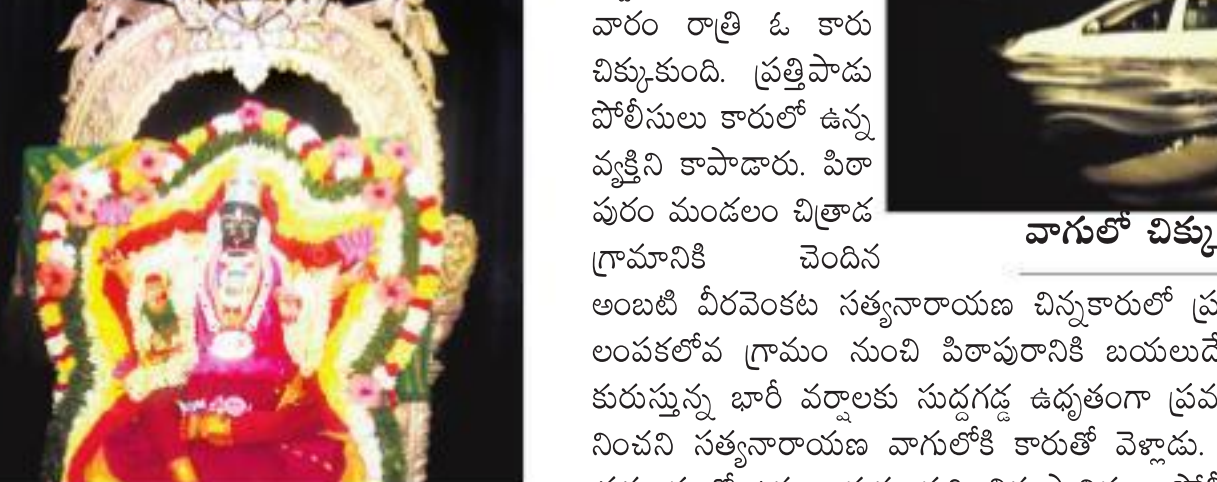 వారం రాత్రి ఓ కారు
చిక్కుకుంది. ప్రత్తిపాడు
పోలీసులు కారులో ఉన్న
వ్యక్తిని కాపాడారు. పిఠా
పురం మండలం చిత్రాడ
గ్రామానికి చెందిన
అంబటి వీరవెంకట సత్యనారాయణ చిన్నకారులో ప్ర
లంపకలోవ గ్రామం నుంచి పిఠాపురానికి బయలుదే
కురుస్తున్న భారీ వర్షాలకు సుద్దగడ్డ ఉధృతంగా ప్రవ
నించని సత్యనారాయణ వాగులోకి కారుతో వెళ్లాడు.
వాగులో చిక్కు